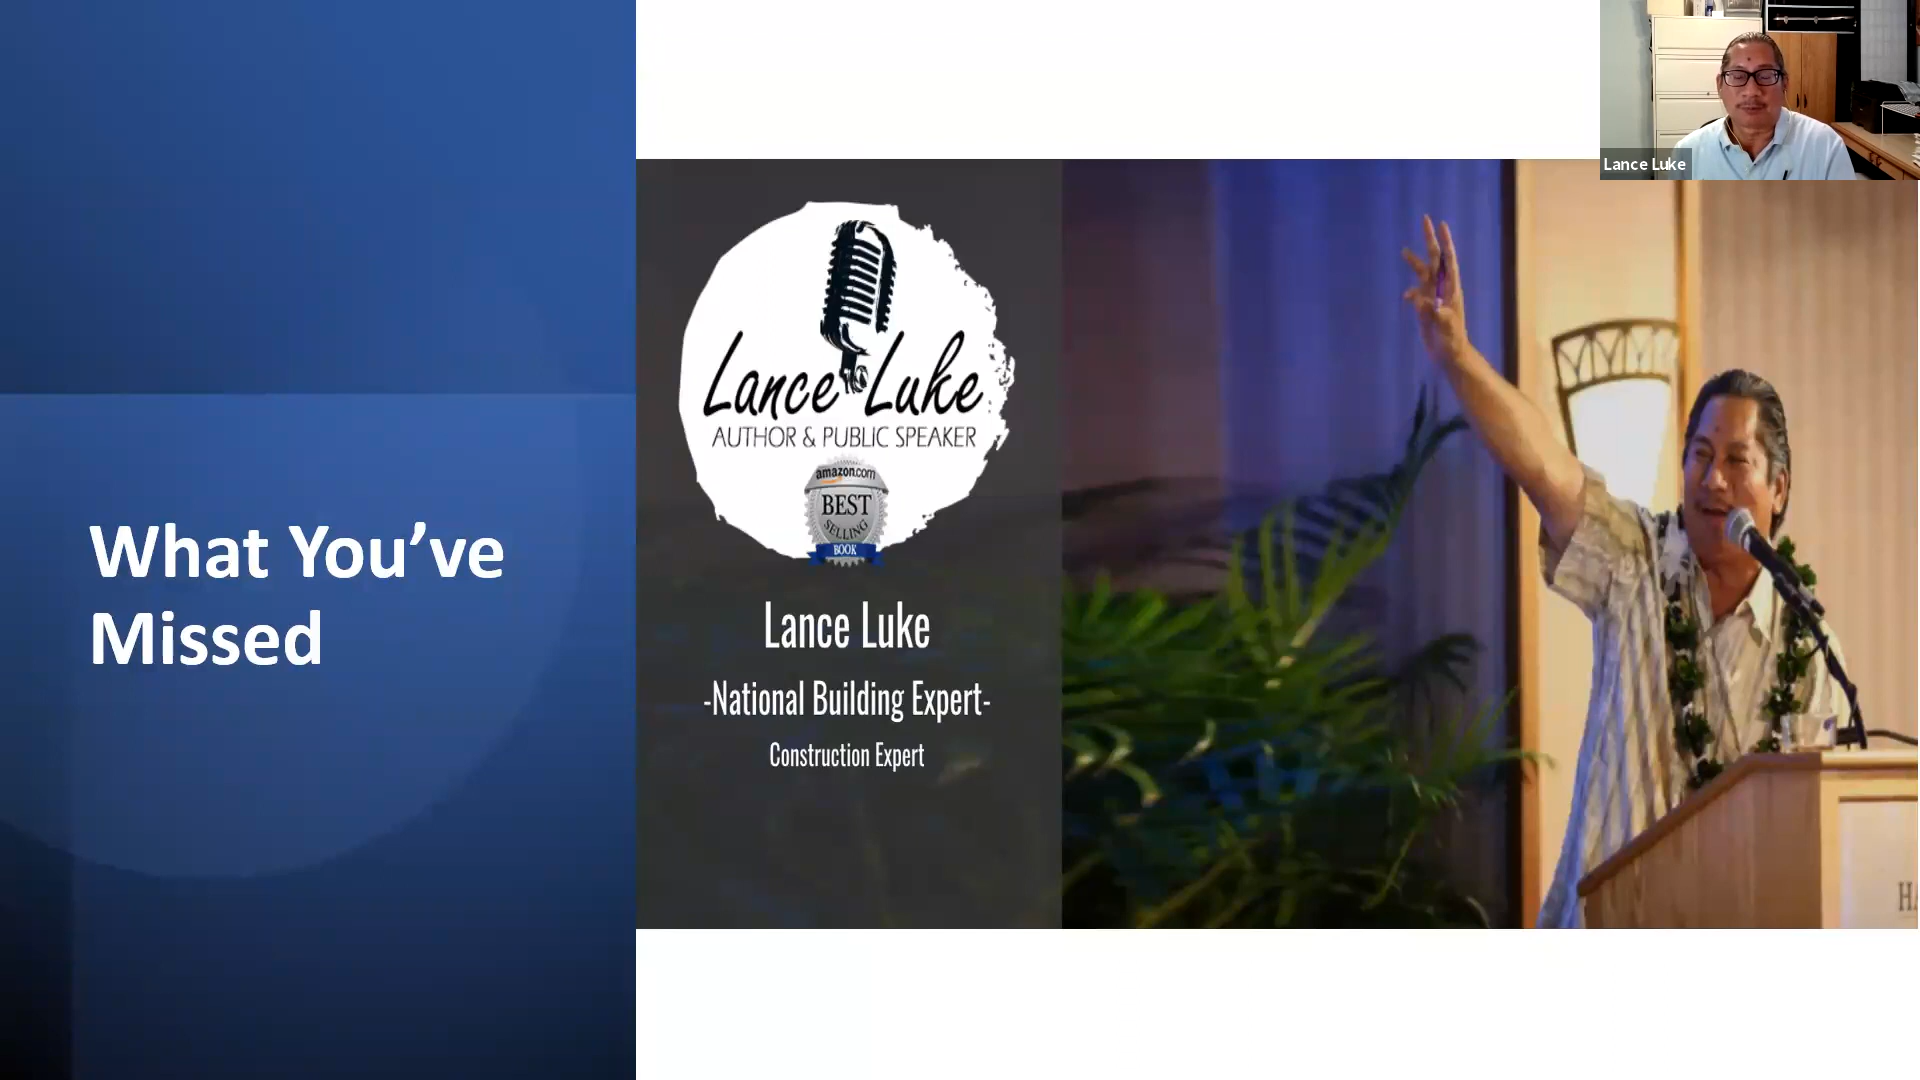 What You’ve
Missed
Lance Luke
AUTHOR & PUBLIC SPEAKER
amazon.com
BEST
SELLING
BOOK
Lance Luke
-National Building Expert-
Construction Expert
Lance Luke